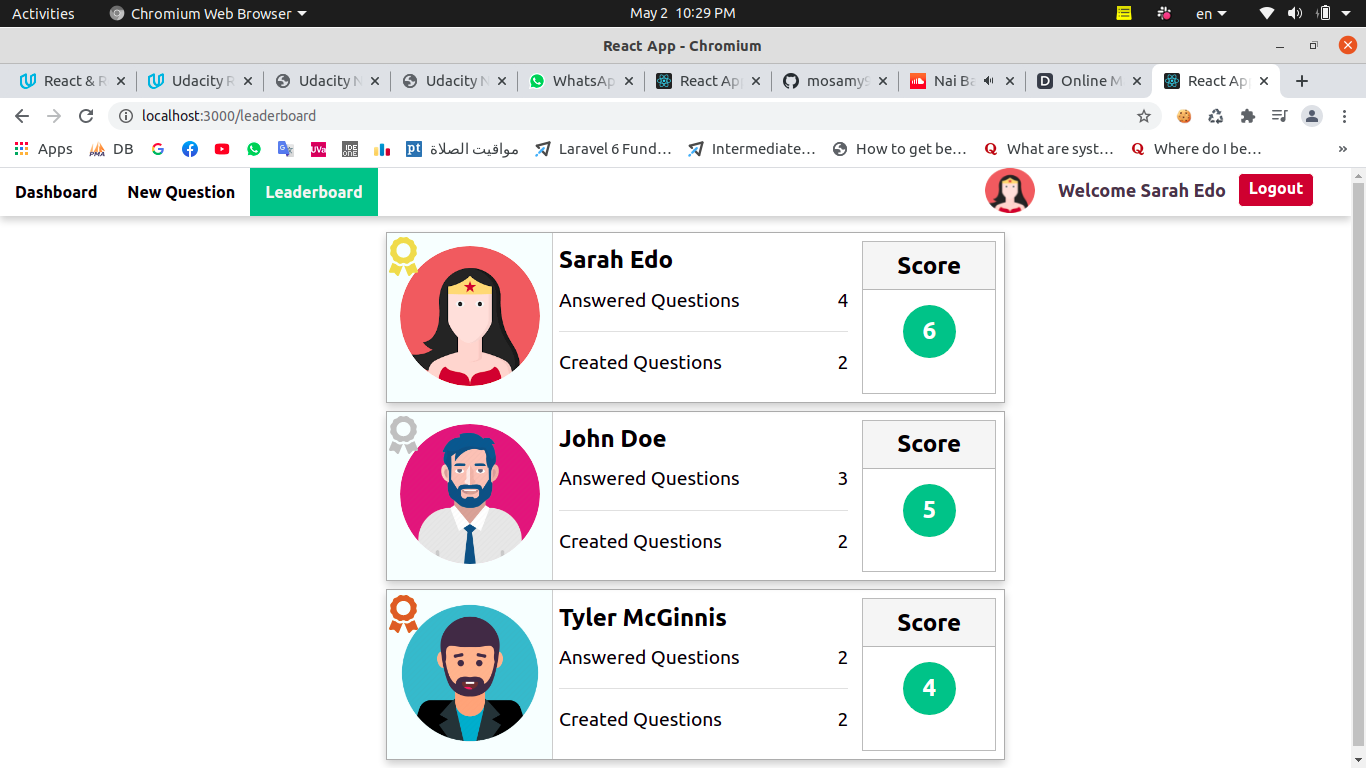 Activities Chromium Web Browser May 2 10:29 PM en
React App - Chromium
React & R Udacity R Udacity N Udacity N WhatsAp React App mosamy9 Nai Ba Online M React App
localhost:3000/leaderboard
Apps PMA DB UVa IDE ONE pt مواقيت الصلاة Laravel 6 Fund… Intermediate… How to get be… What are syst… Where do I be… »
Dashboard New Question Leaderboard Welcome Sarah Edo Logout
Sarah Edo Score
Answered Questions 4
6
Created Questions 2
John Doe Score
Answered Questions 3
5
Created Questions 2
Tyler McGinnis Score
Answered Questions 2
4
Created Questions 2